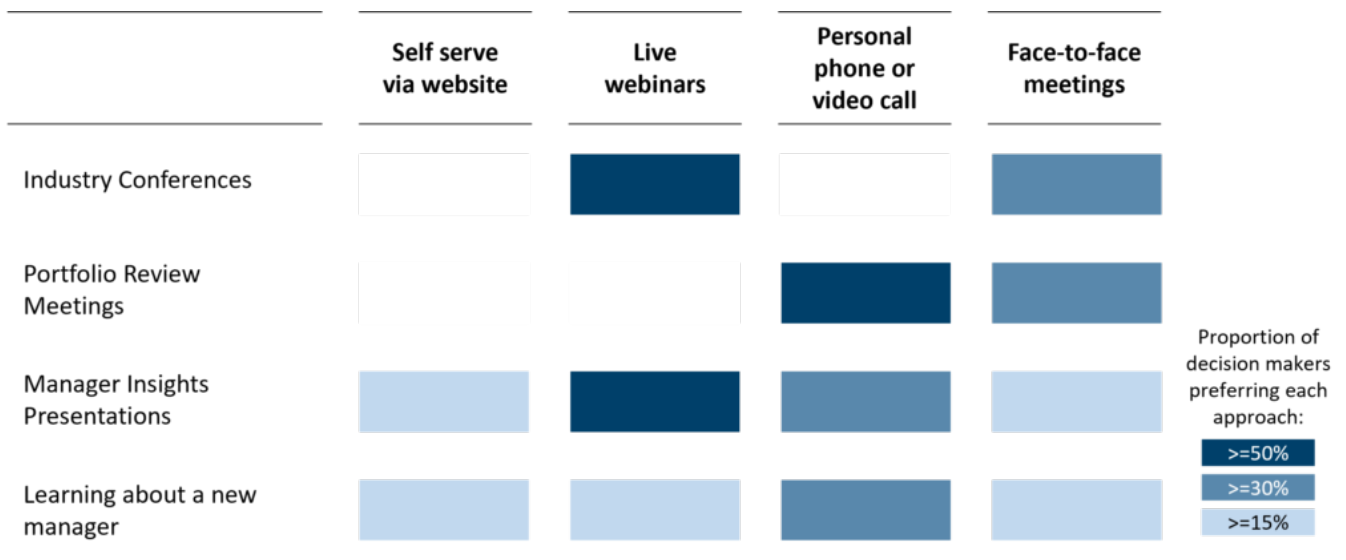 Self serve
via website
Live
webinars
Personal
phone or
video call
Face-to-face
meetings
Industry Conferences
Portfolio Review
Meetings
Manager Insights
Presentations
Learning about a new
manager
Proportion of
decision makers
preferring each
approach:
>=50%
>=30%
>=15%